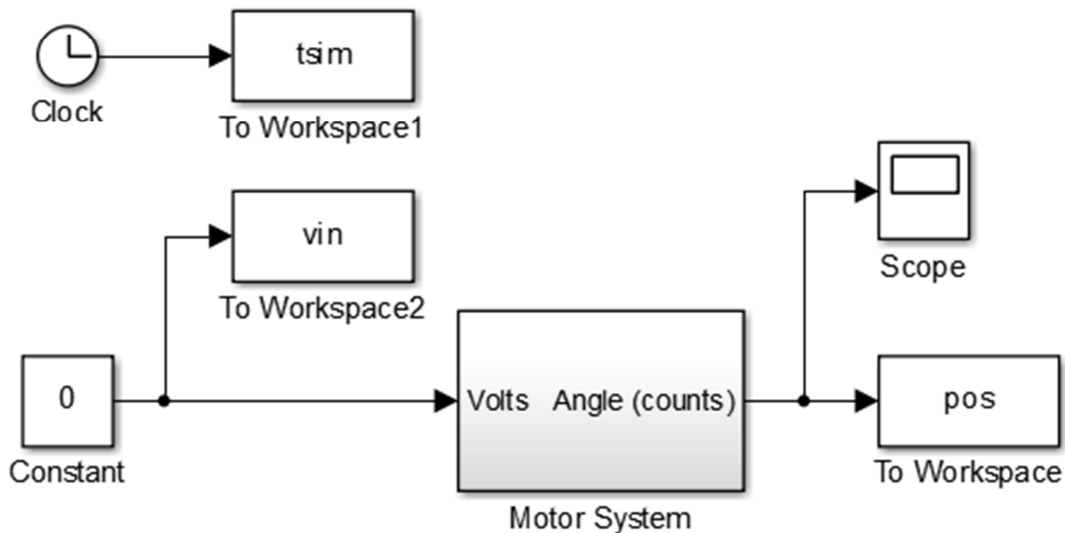 tsim
Clock
To Workspace1
vin
To Workspace2
Scope
0
Volts Angle (counts)
pos
Constant
To Workspace
Motor System